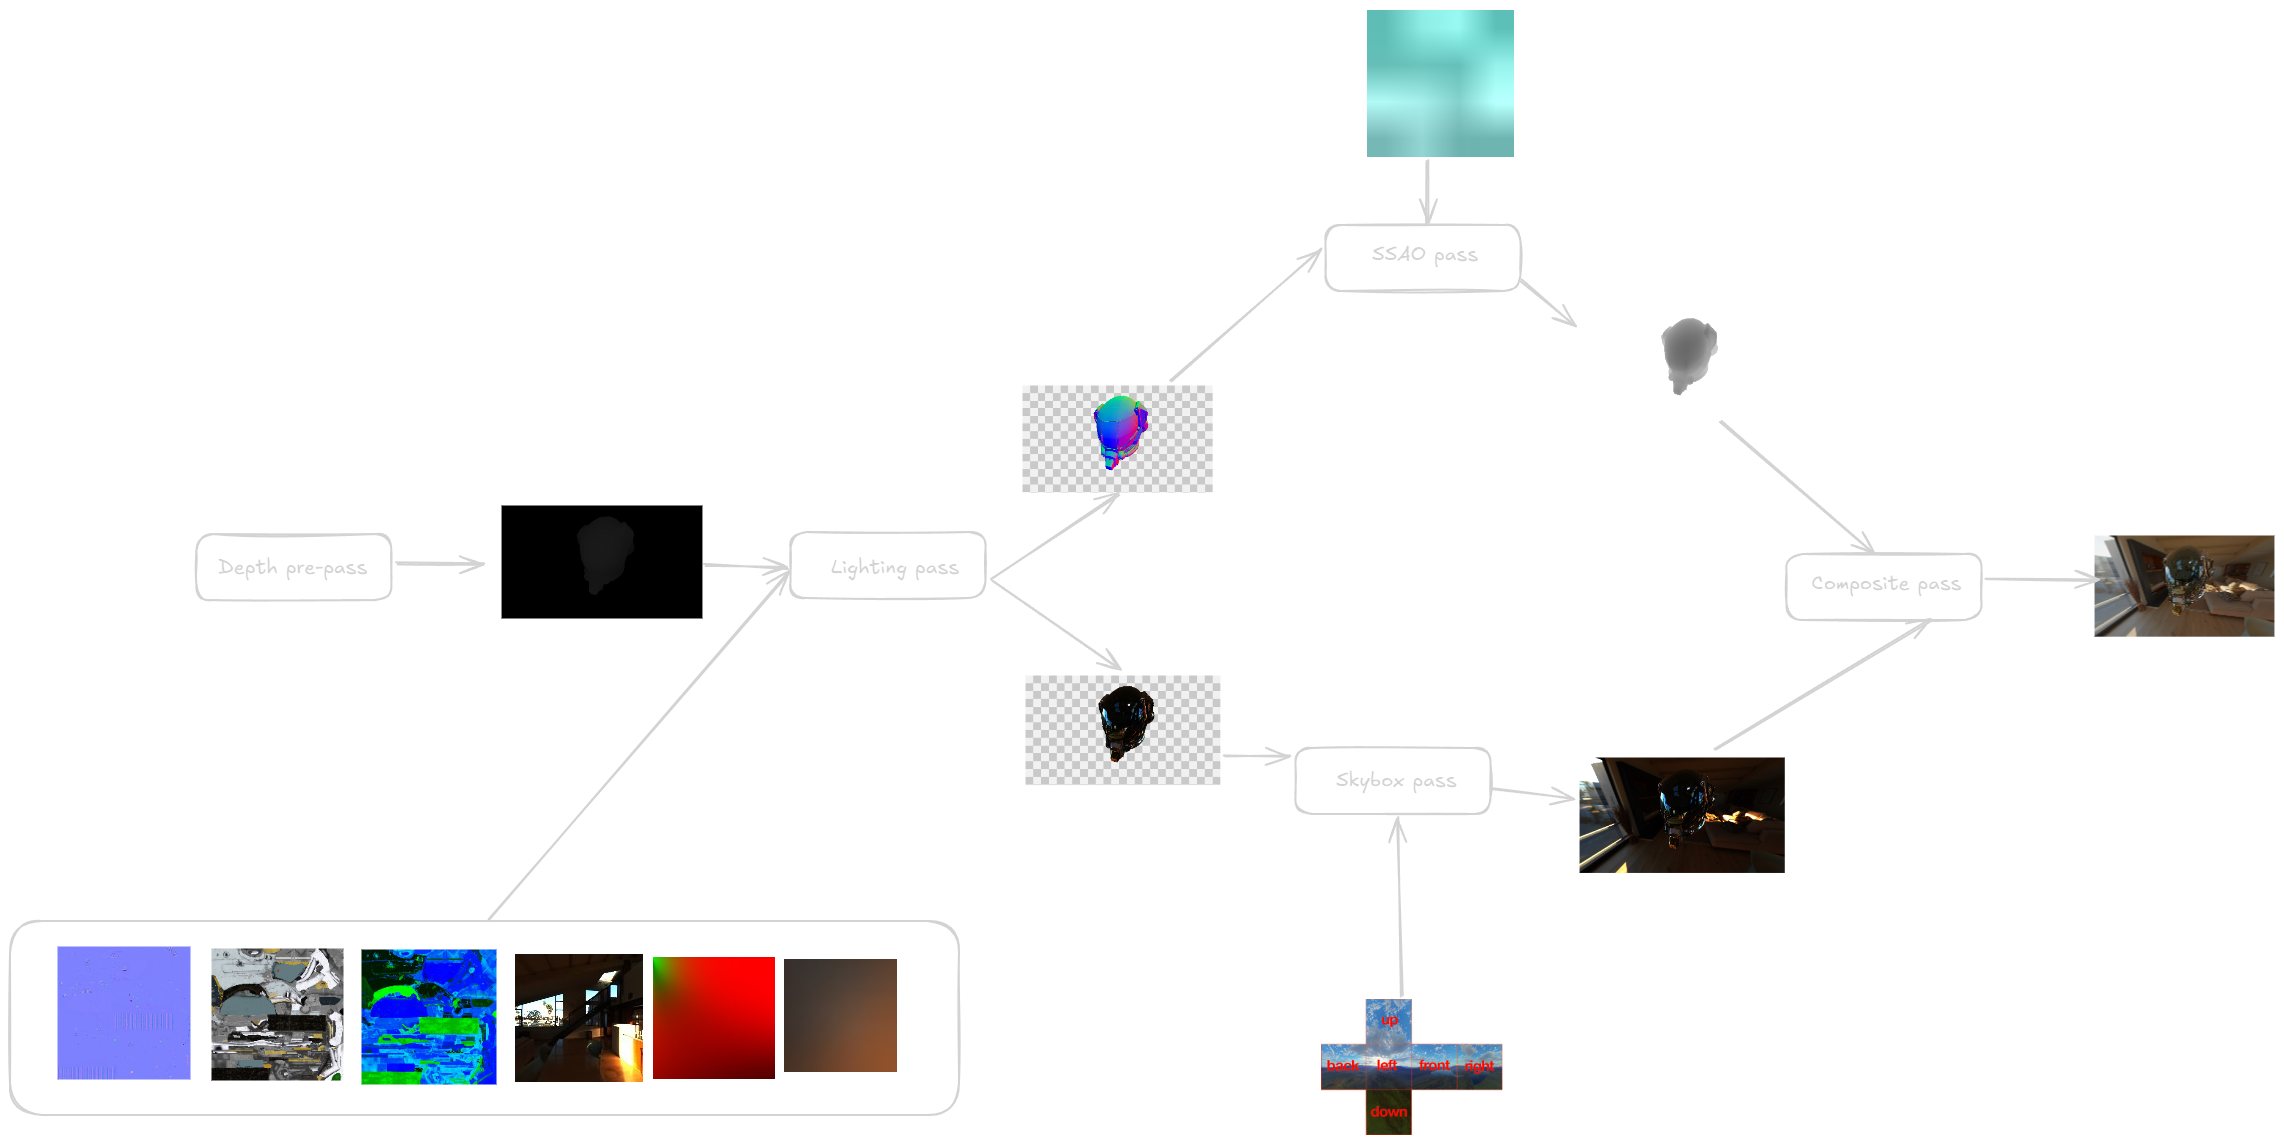 SSAO pass
Depth pre-pass
Lighting pass
Composite pass
Skybox pass
up
back left front right
down